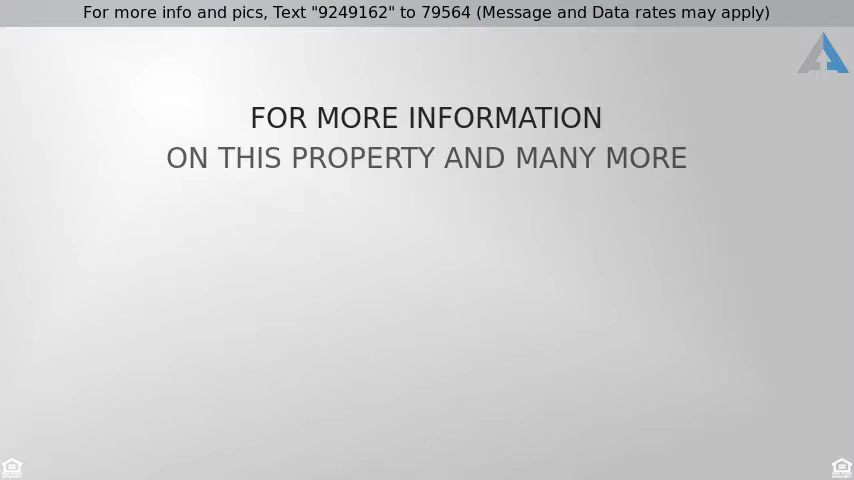 For more info and pics, Text "9249162" to 79564 (Message and Data rates may apply)
FOR MORE INFORMATION
ON THIS PROPERTY AND MANY MORE